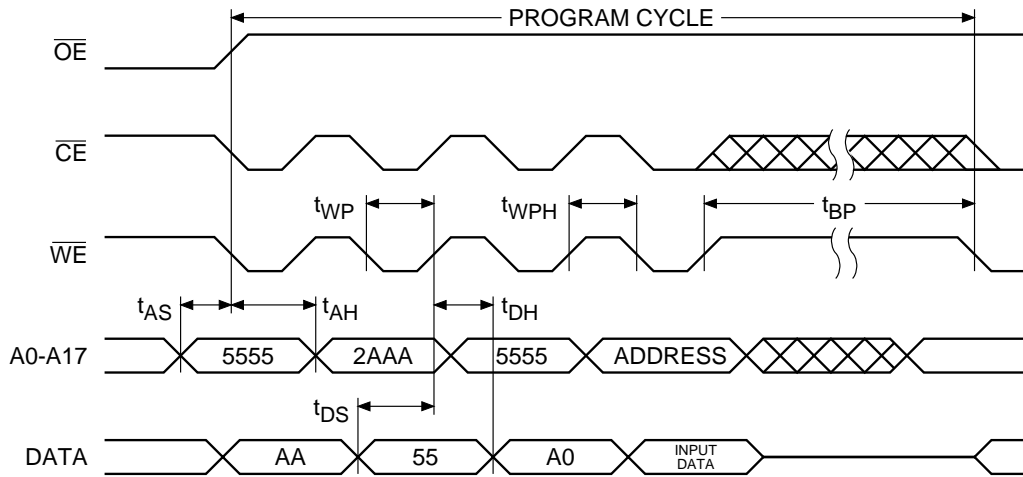 PROGRAM CYCLE
OE
CE
tWP
tWPH
tBP
WE
tAS
tAH
tDH
A0-A17
5555
2AAA
5555
ADDRESS
tDS
DATA
AA
55
A0
INPUT
DATA